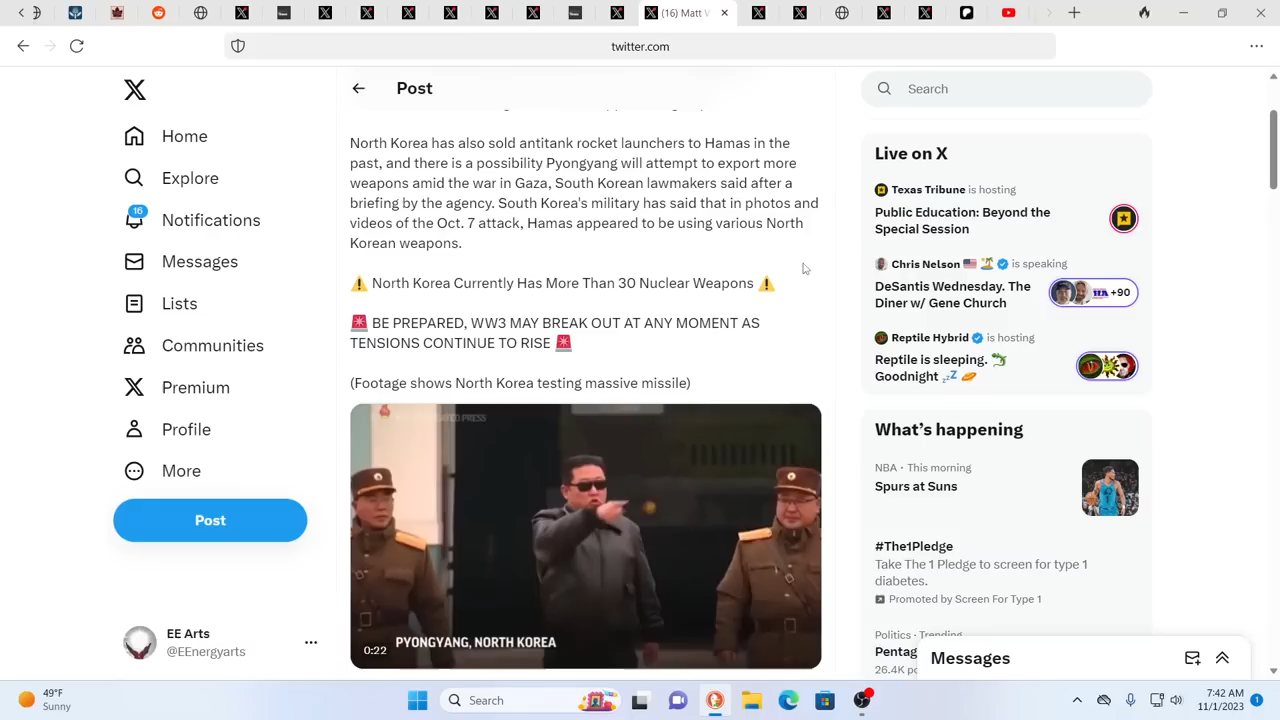 (16) Matt
twitter.com
Post
Search
Home
Explore
16
Notifications
Messages
Lists
Communities
Premium
Profile
More
Post
EE Arts
@EEnergyarts
North Korea has also sold antitank rocket launchers to Hamas in the
past, and there is a possibility Pyongyang will attempt to export more
weapons amid the war in Gaza, South Korean lawmakers said after a
briefing by the agency. South Korea's military has said that in photos and
videos of the Oct. 7 attack, Hamas appeared to be using various North
Korean weapons.
⚠️ North Korea Currently Has More Than 30 Nuclear Weapons ⚠️
🚨 BE PREPARED, WW3 MAY BREAK OUT AT ANY MOMENT AS
TENSIONS CONTINUE TO RISE 🚨
(Footage shows North Korea testing massive missile)
PYONGYANG, NORTH KOREA
0:22
Live on X
Texas Tribune is hosting
Public Education: Beyond the
Special Session
Chris Nelson 🇺🇸 🏝️ is speaking
DeSantis Wednesday. The
Diner w/ Gene Church
+90
Reptile Hybrid is hosting
Reptile is sleeping. 🦖
Goodnight 💤 🌭
What's happening
NBA · This morning
Spurs at Suns
#The1Pledge
Take The 1 Pledge to screen for type 1
diabetes.
Promoted by Screen For Type 1
Politics · Trending
Messages
49°F
Sunny
Search
7:42 AM
11/1/2023
1